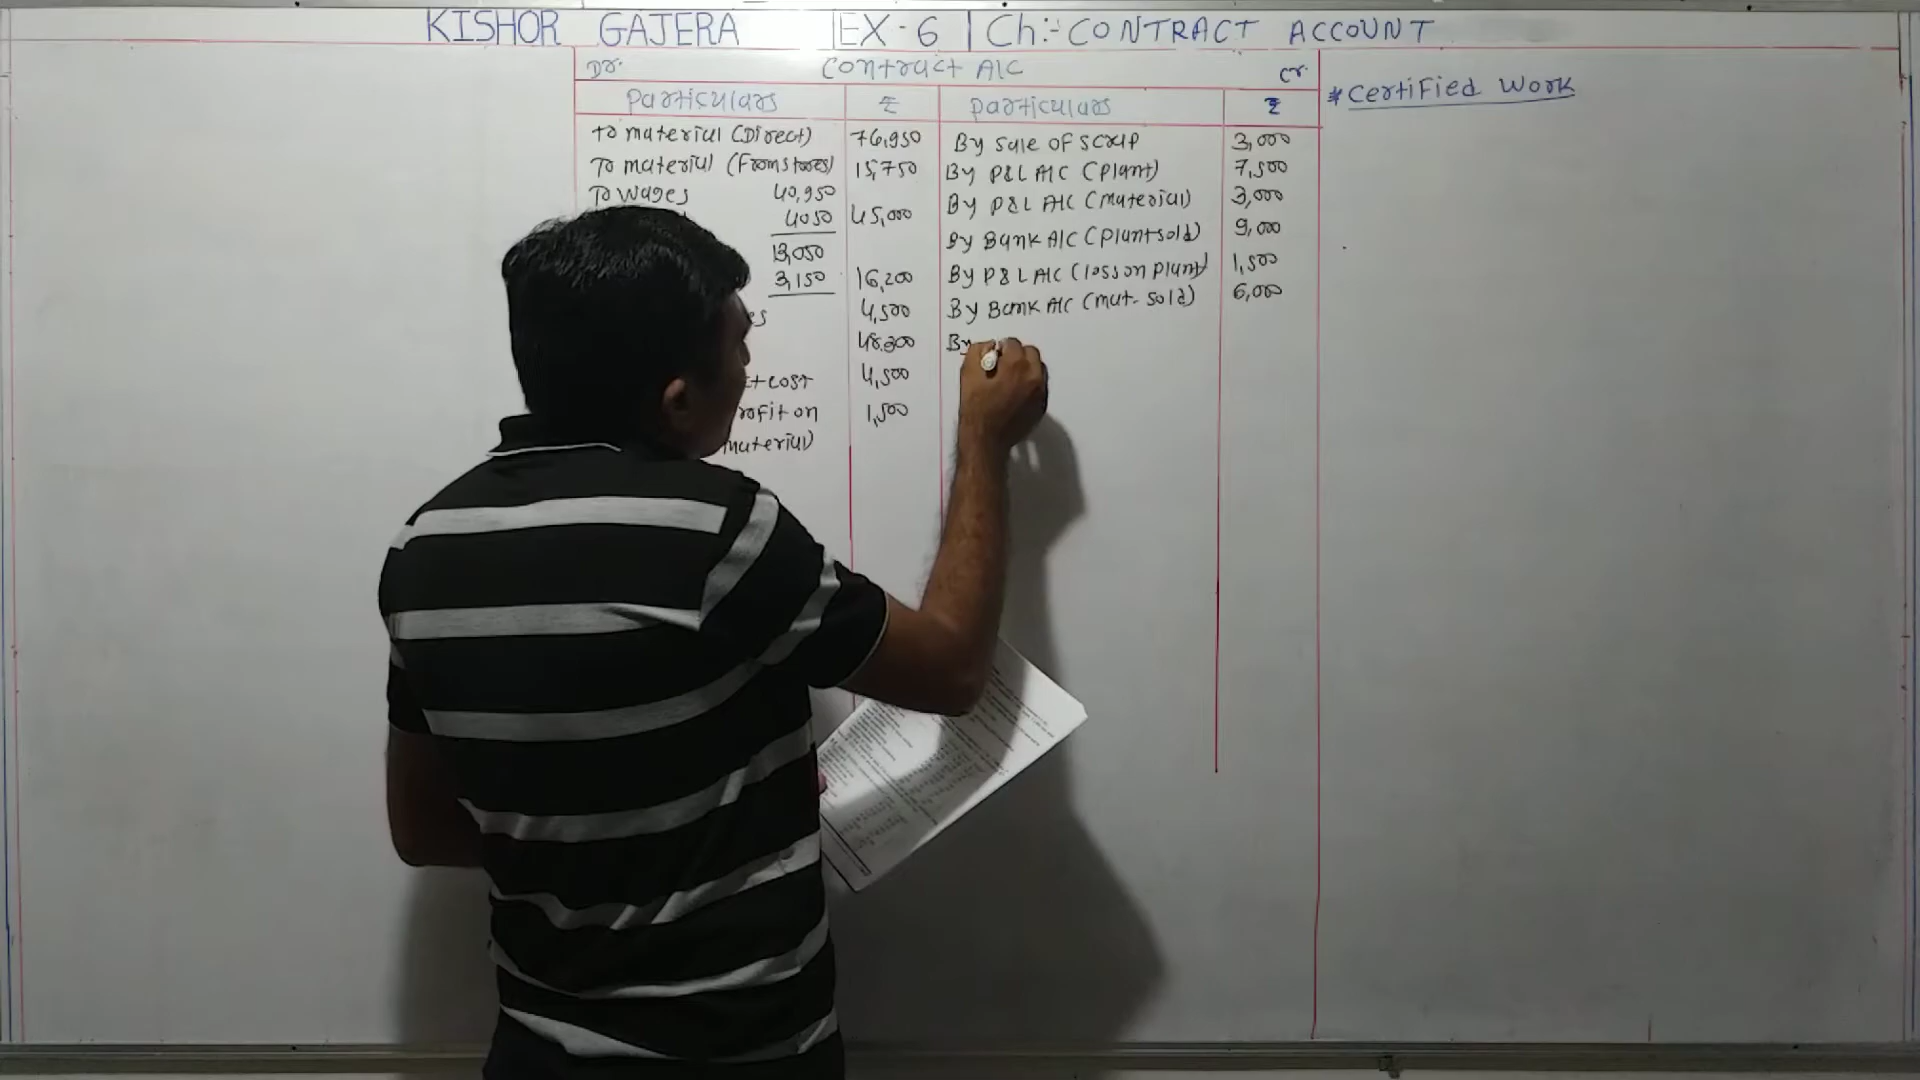 KISHOR GAJERA | EX-6 | Ch:- CONTRACT ACCOUNT
Dr. Contract A/C Cr.
Particulars ₹ Particulars ₹
* Certified Work
To material (Direct) 76,950 By Sale of Scrap 3,000
To material (From stores) 15,750 By P&L A/C (Plant) 7,500
To Wages 40,950 By P&L A/C (material) 3,000
4050 45,000 By Bank A/C (Plant sold) 9,000
13,050
3,150 16,200 By P&L A/C (loss on plant) 1,500
es 4,500 By Bank A/C (mat. sold) 6,000
48,300 By
t cost 4,500
rofit on 1,500
material)